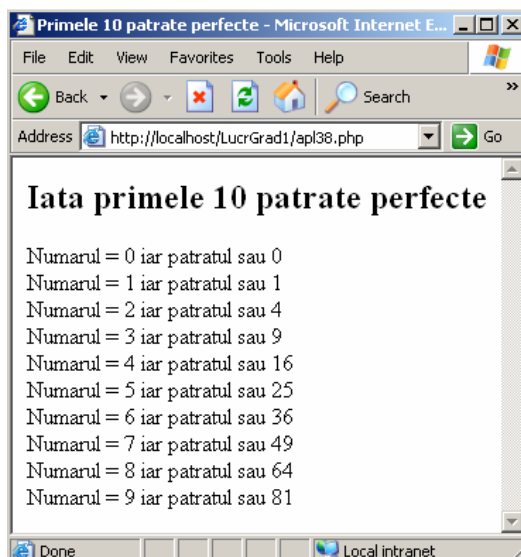 Primele 10 patrate perfecte - Microsoft Internet E...
File Edit View Favorites Tools Help
Back Search »
Address http://localhost/LucrGrad1/apl38.php Go
Iata primele 10 patrate perfecte
Numarul = 0 iar patratul sau 0
Numarul = 1 iar patratul sau 1
Numarul = 2 iar patratul sau 4
Numarul = 3 iar patratul sau 9
Numarul = 4 iar patratul sau 16
Numarul = 5 iar patratul sau 25
Numarul = 6 iar patratul sau 36
Numarul = 7 iar patratul sau 49
Numarul = 8 iar patratul sau 64
Numarul = 9 iar patratul sau 81
Done Local intranet